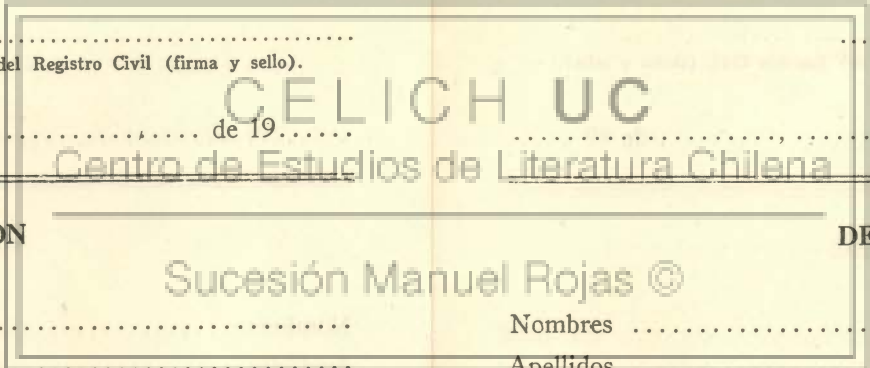 del Registro Civil (firma y sello).
CELICH UC
de 19......
Centro de Estudios de Literatura Chilena
ON
DE
Sucesión Manuel Rojas ©
Nombres
Apellidos